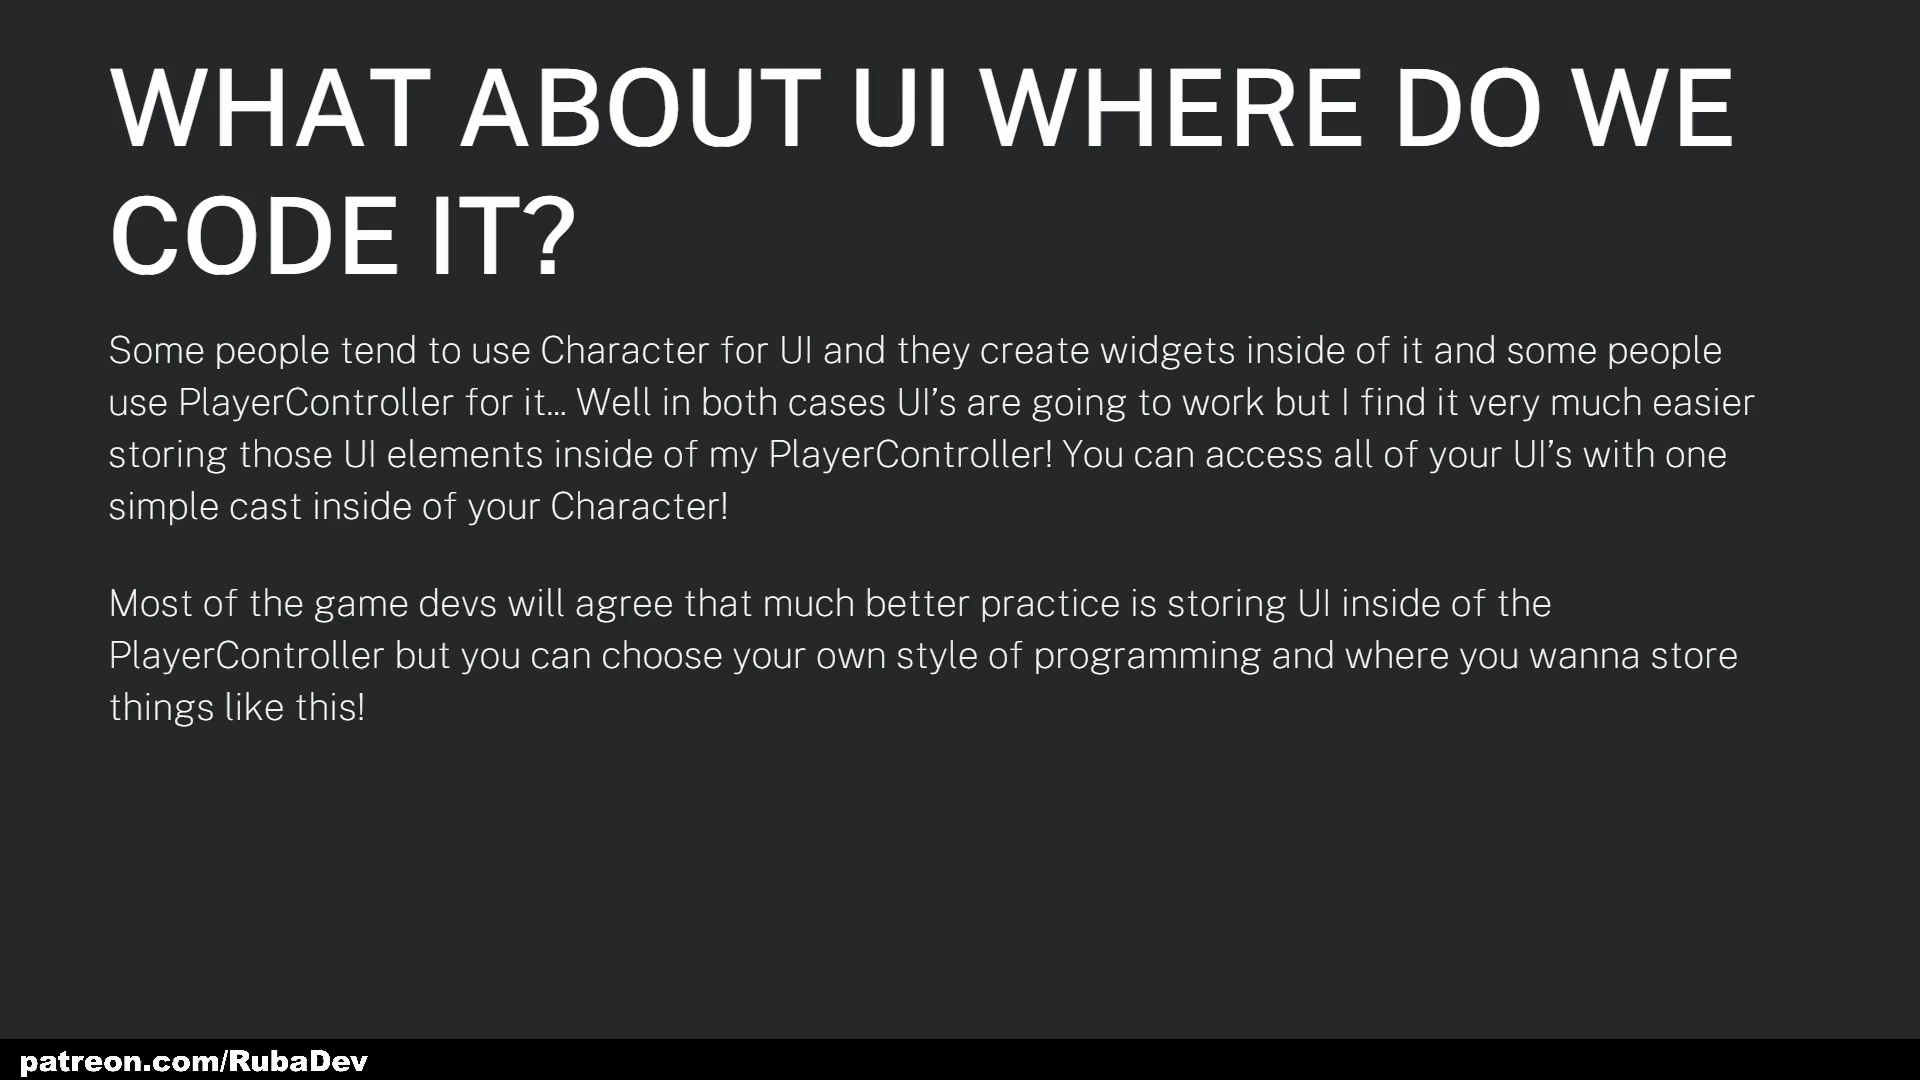 WHAT ABOUT UI WHERE DO WE
CODE IT?
Some people tend to use Character for UI and they create widgets inside of it and some people
use PlayerController for it... Well in both cases UI’s are going to work but I find it very much easier
storing those UI elements inside of my PlayerController! You can access all of your UI’s with one
simple cast inside of your Character!
Most of the game devs will agree that much better practice is storing UI inside of the
PlayerController but you can choose your own style of programming and where you wanna store
things like this!
patreon.com/RubaDev